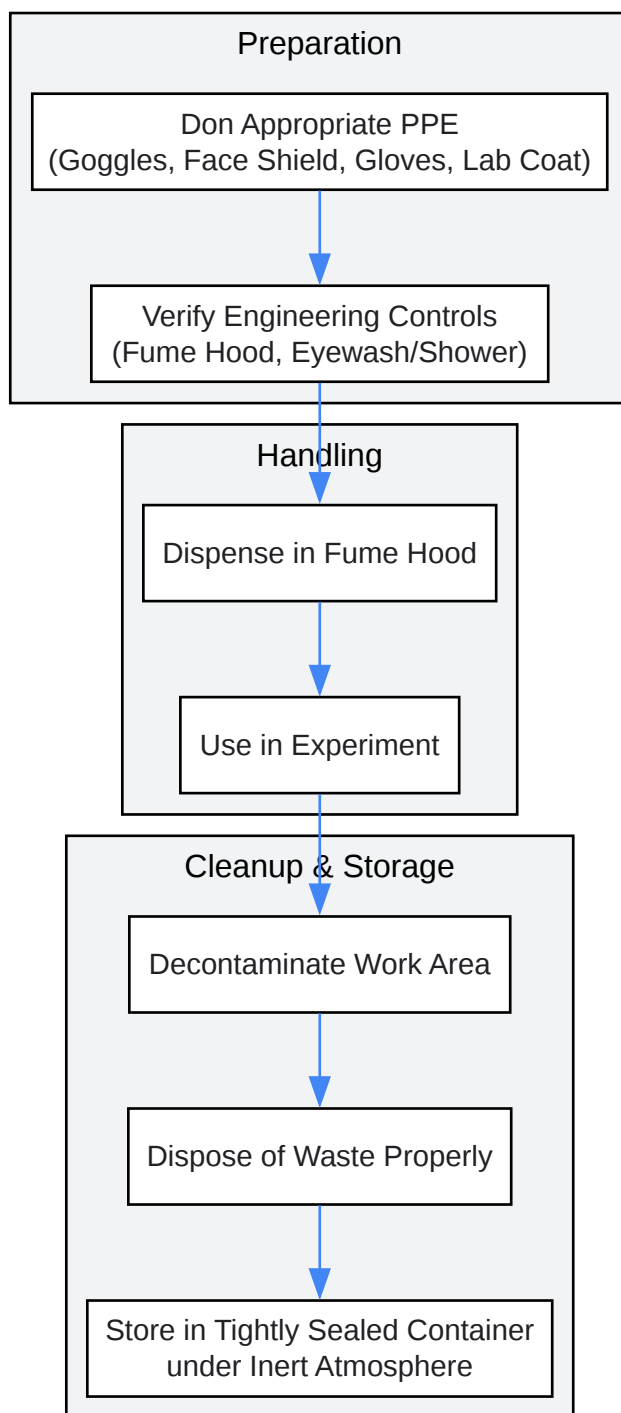 Preparation
Don Appropriate PPE
(Goggles, Face Shield, Gloves, Lab Coat)
Verify Engineering Controls
(Fume Hood, Eyewash/Shower)
Handling
Dispense in Fume Hood
Use in Experiment
Cleanup & Storage
Decontaminate Work Area
Dispose of Waste Properly
Store in Tightly Sealed Container
under Inert Atmosphere